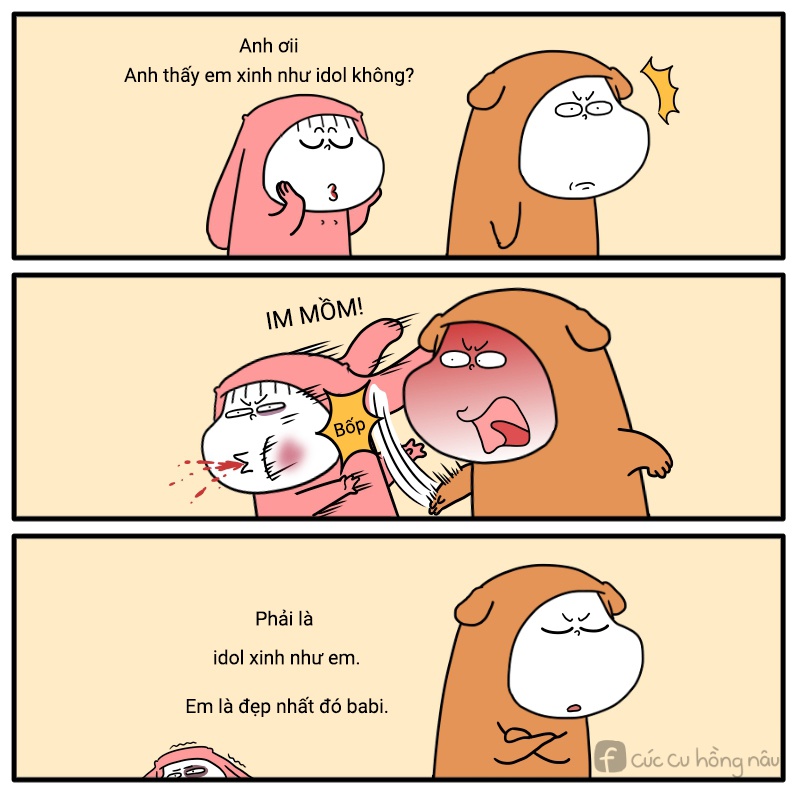 Anh ơii
Anh thấy em xinh như idol không?
IM MỒM!
Bốp
Phải là
idol xinh như em.
Em là đẹp nhất đó babi.
f cúc cu hồng nâu